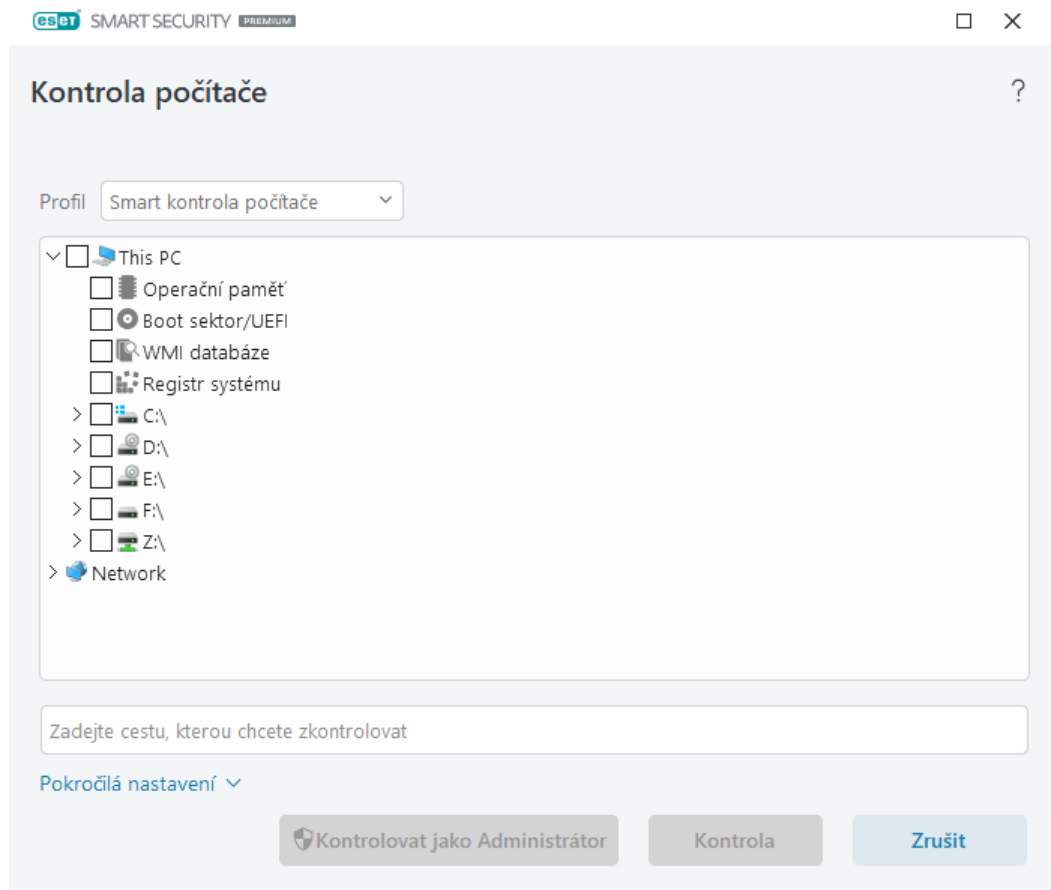 eset SMART SECURITY PREMIUM
Kontrola počítače
?
Profil Smart kontrola počítače
This PC
Operační paměť
Boot sektor/UEFI
WMI databáze
Registr systému
C:\
D:\
E:\
F:\
Z:\
Network
Zadejte cestu, kterou chcete zkontrolovat
Pokročilá nastavení
Kontrolovat jako Administrátor Kontrola Zrušit